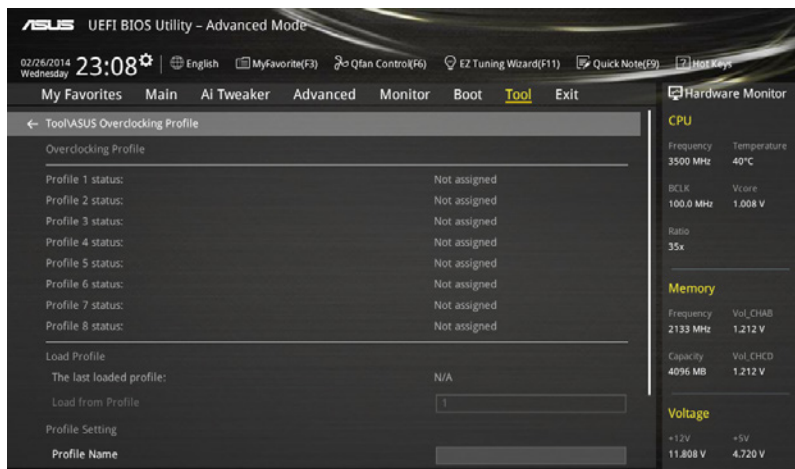 ASUS UEFI BIOS Utility – Advanced Mode
02/26/2014 Wednesday 23:08 English MyFavorite(F3) Qfan Control(F6) EZ Tuning Wizard(F11) Quick Note(F9) ? Hot Keys
My Favorites Main Ai Tweaker Advanced Monitor Boot Tool Exit
← Tool\ASUS Overclocking Profile
Overclocking Profile
Profile 1 status: Not assigned
Profile 2 status: Not assigned
Profile 3 status: Not assigned
Profile 4 status: Not assigned
Profile 5 status: Not assigned
Profile 6 status: Not assigned
Profile 7 status: Not assigned
Profile 8 status: Not assigned
Load Profile
The last loaded profile: N/A
Load from Profile 1
Profile Setting
Profile Name
Hardware Monitor
CPU
Frequency Temperature
3500 MHz 40°C
BCLK Vcore
100.0 MHz 1.008 V
Ratio
35x
Memory
Frequency Vol_CHAB
2133 MHz 1.212 V
Capacity Vol_CHCD
4096 MB 1.212 V
Voltage
+12V +5V
11.808 V 4.720 V